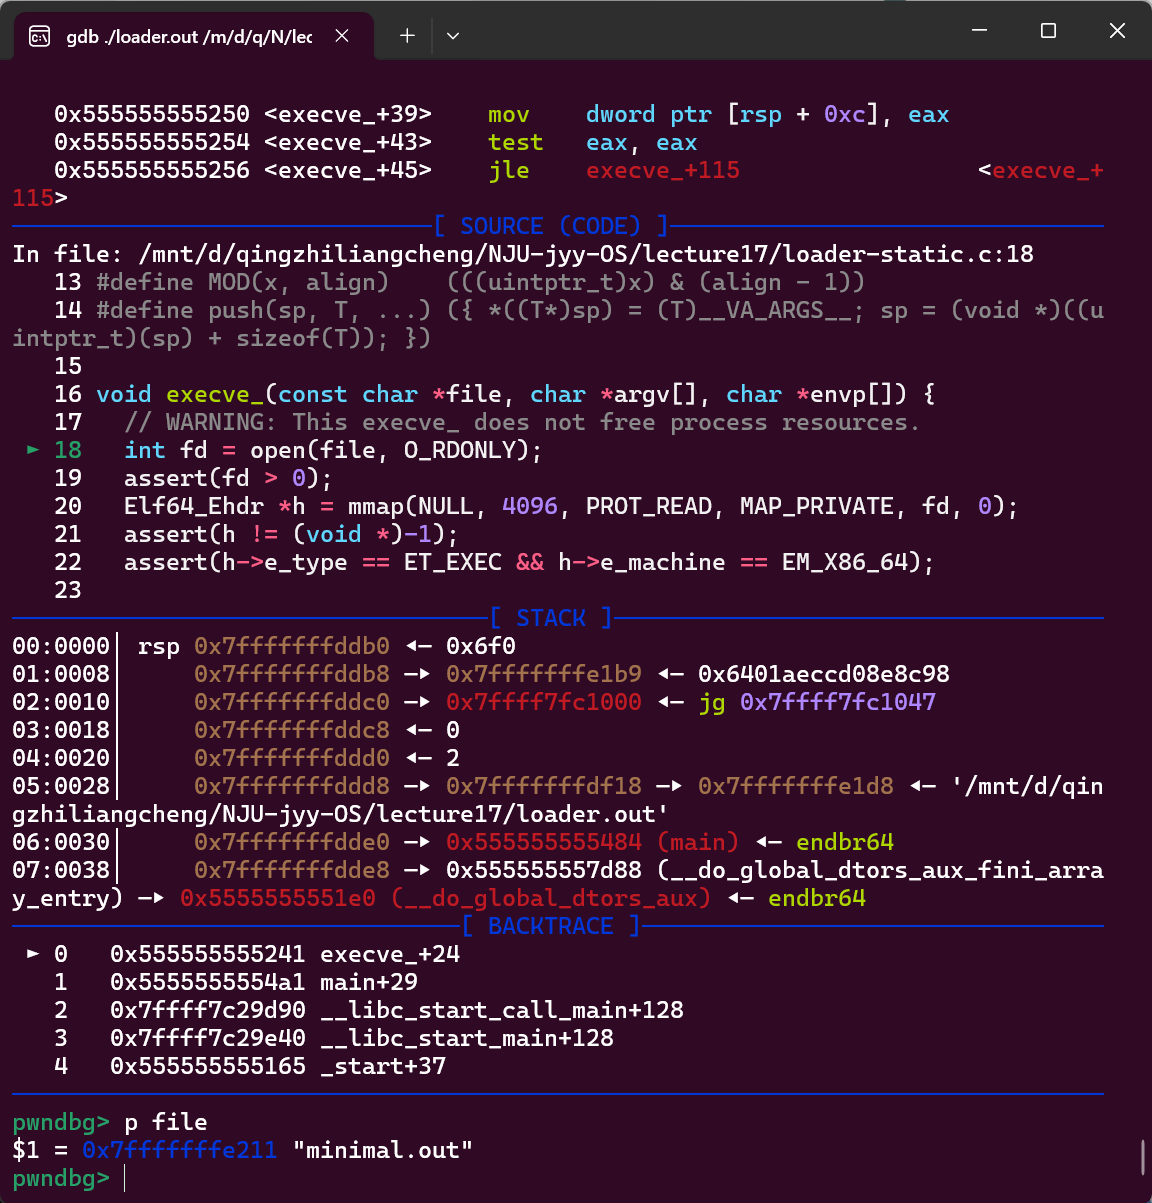 gdb ./loader.out /m/d/q/N/lec
0x555555555250 <execve_+39>    mov    dword ptr [rsp + 0xc], eax
0x555555555254 <execve_+43>    test   eax, eax
0x555555555256 <execve_+45>    jle    execve_+115                 <execve_+
115>
[ SOURCE (CODE) ]
In file: /mnt/d/qingzhiliangcheng/NJU-jyy-OS/lecture17/loader-static.c:18
13 #define MOD(x, align)    (((uintptr_t)x) & (align - 1))
14 #define push(sp, T, ...) ({ *((T*)sp) = (T)__VA_ARGS__; sp = (void *)((u
intptr_t)(sp) + sizeof(T)); })
15
16 void execve_(const char *file, char *argv[], char *envp[]) {
17   // WARNING: This execve_ does not free process resources.
► 18   int fd = open(file, O_RDONLY);
19   assert(fd > 0);
20   Elf64_Ehdr *h = mmap(NULL, 4096, PROT_READ, MAP_PRIVATE, fd, 0);
21   assert(h != (void *)-1);
22   assert(h->e_type == ET_EXEC && h->e_machine == EM_X86_64);
23
[ STACK ]
00:0000│ rsp 0x7fffffffddb0 ◂— 0x6f0
01:0008│     0x7fffffffddb8 —▸ 0x7fffffffe1b9 ◂— 0x6401aeccd08e8c98
02:0010│     0x7fffffffddc0 —▸ 0x7ffff7fc1000 ◂— jg 0x7ffff7fc1047
03:0018│     0x7fffffffddc8 ◂— 0
04:0020│     0x7fffffffddd0 ◂— 2
05:0028│     0x7fffffffddd8 —▸ 0x7fffffffdf18 —▸ 0x7fffffffe1d8 ◂— '/mnt/d/qin
gzhiliangcheng/NJU-jyy-OS/lecture17/loader.out'
06:0030│     0x7fffffffdde0 —▸ 0x555555555484 (main) ◂— endbr64
07:0038│     0x7fffffffdde8 —▸ 0x555555557d88 (__do_global_dtors_aux_fini_arra
y_entry) —▸ 0x5555555551e0 (__do_global_dtors_aux) ◂— endbr64
[ BACKTRACE ]
► 0   0x555555555241 execve_+24
1   0x5555555554a1 main+29
2   0x7ffff7c29d90 __libc_start_call_main+128
3   0x7ffff7c29e40 __libc_start_main+128
4   0x555555555165 _start+37
pwndbg> p file
$1 = 0x7fffffffe211 "minimal.out"
pwndbg>